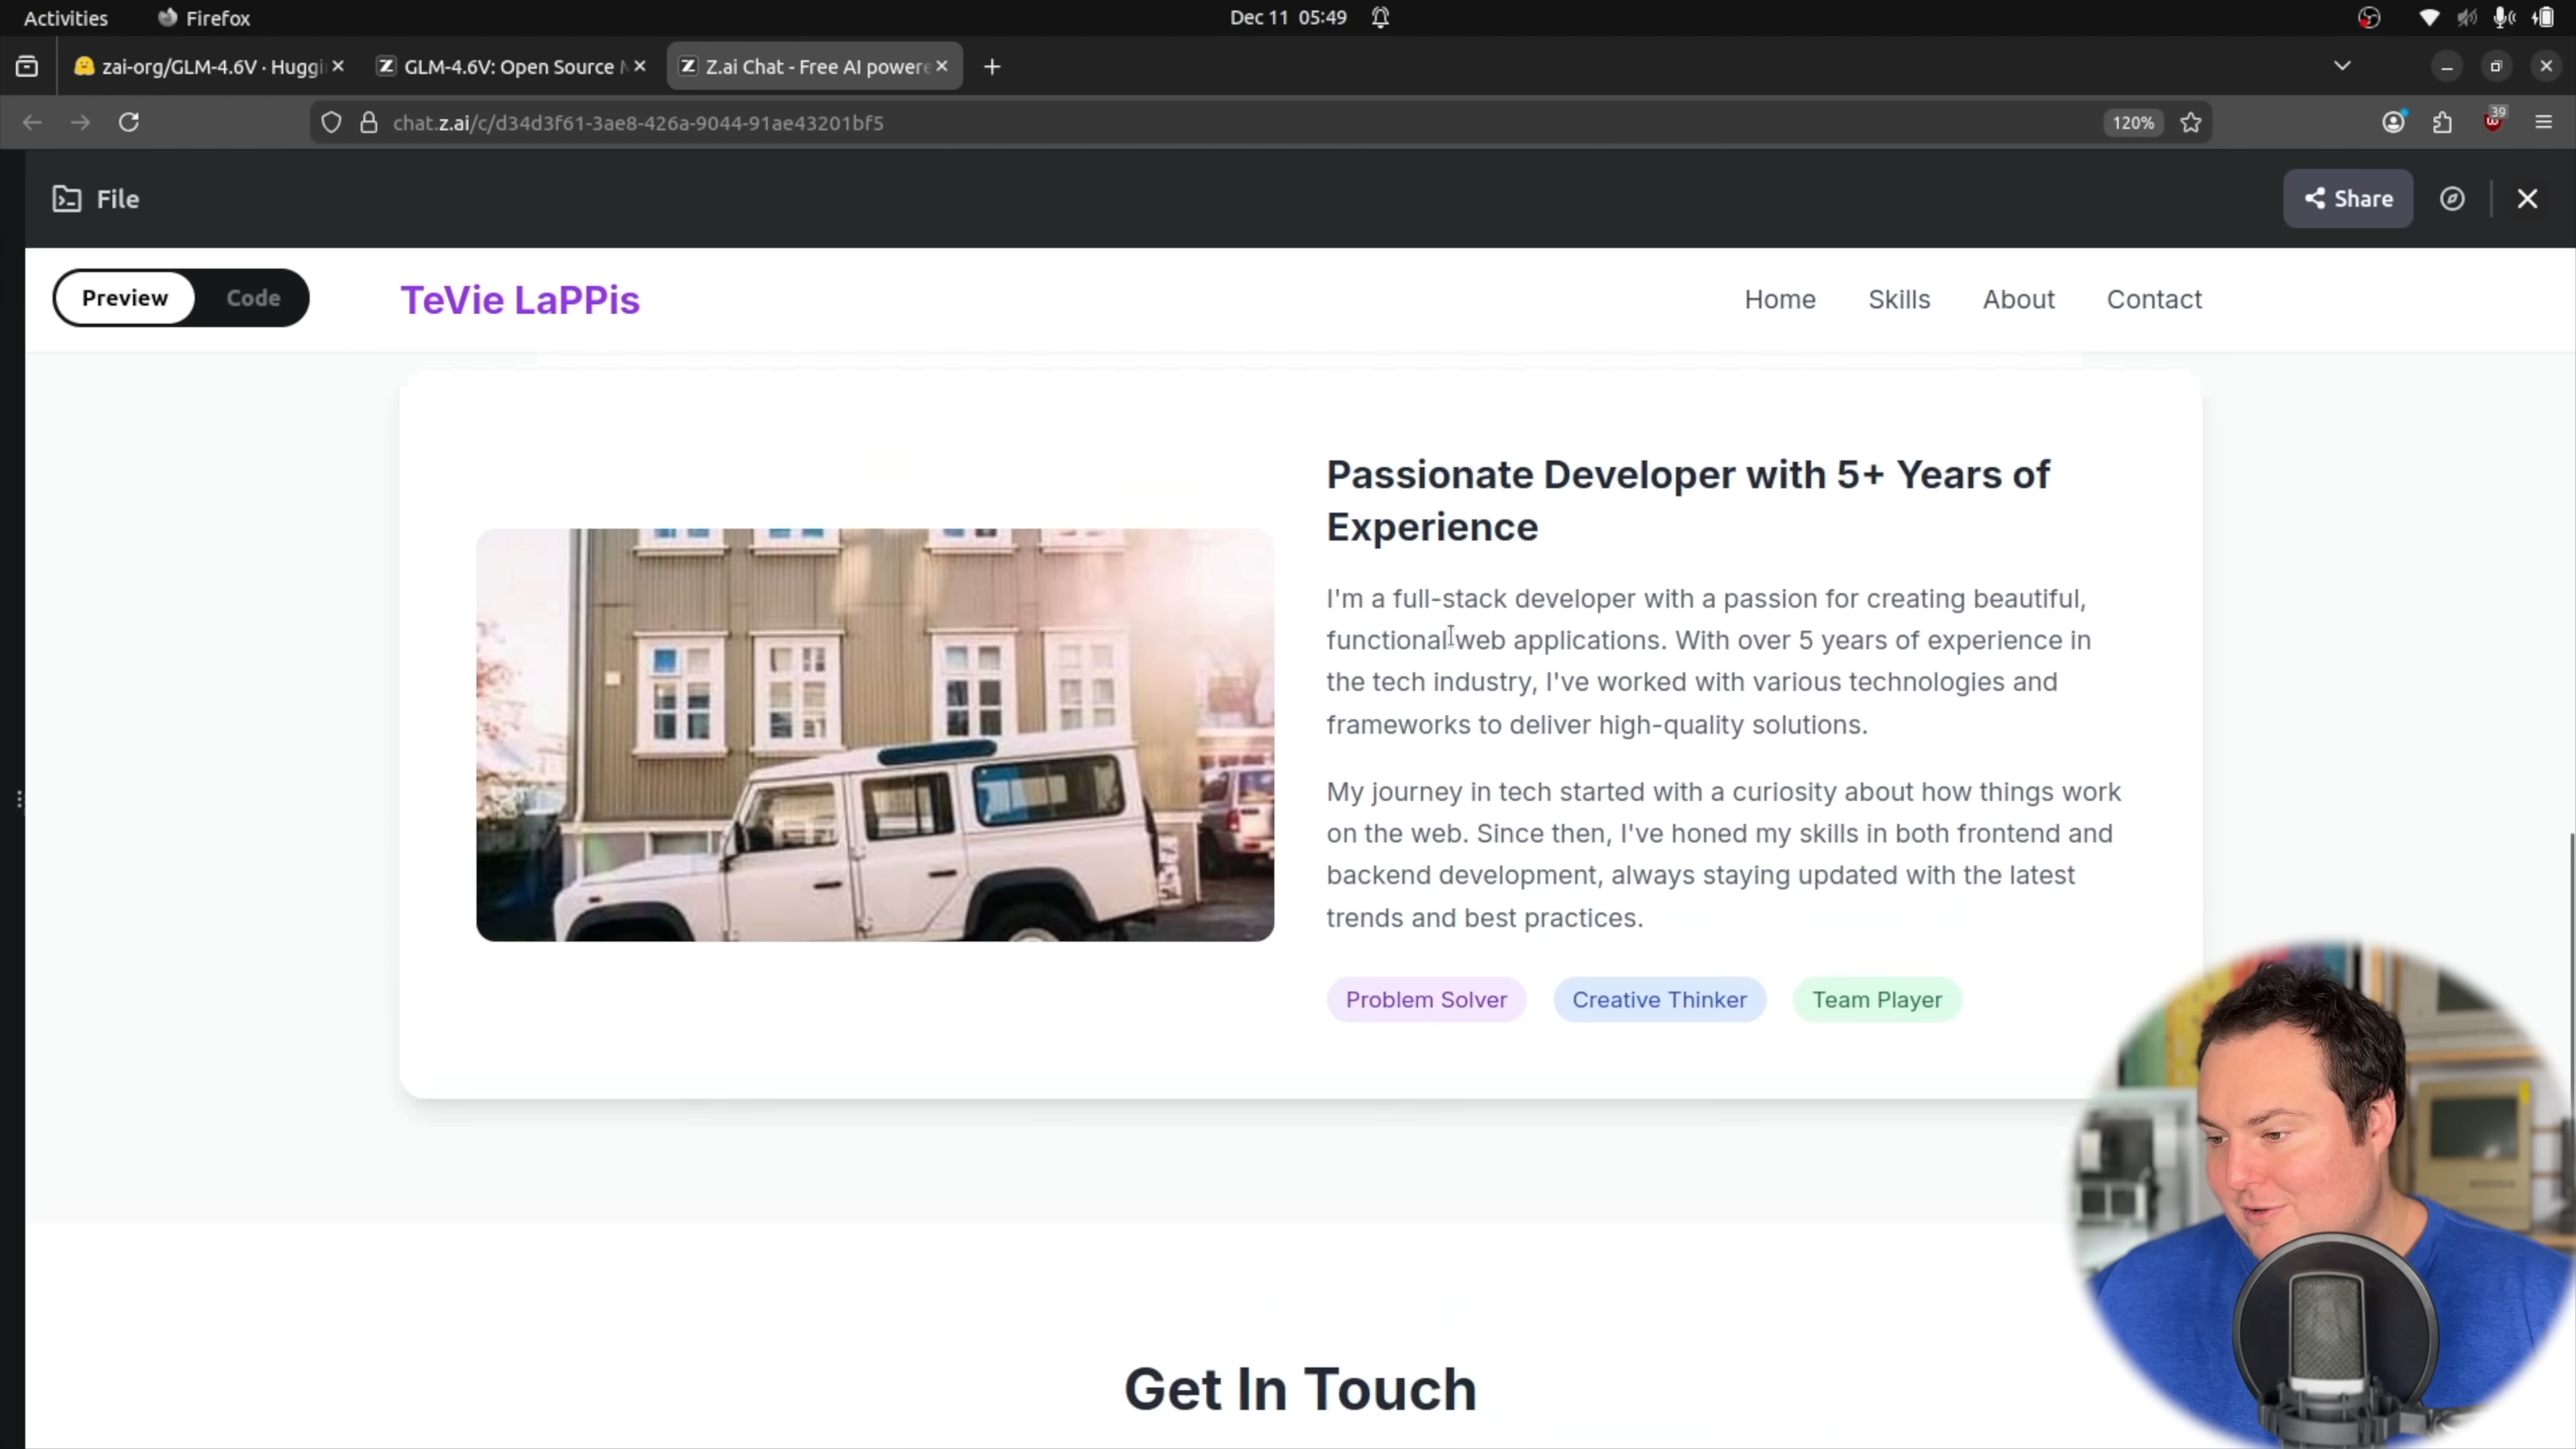 Activities Firefox Dec 11 05:49
zai-org/GLM-4.6V · Huggi GLM-4.6V: Open Source Z.ai Chat - Free AI powere
chat.z.ai/c/d34d3f61-3ae8-426a-9044-91ae43201bf5 120% 39
File Share
Preview Code TeVie LaPPis Home Skills About Contact
Passionate Developer with 5+ Years of
Experience
I'm a full-stack developer with a passion for creating beautiful,
functional web applications. With over 5 years of experience in
the tech industry, I've worked with various technologies and
frameworks to deliver high-quality solutions.
My journey in tech started with a curiosity about how things work
on the web. Since then, I've honed my skills in both frontend and
backend development, always staying updated with the latest
trends and best practices.
Problem Solver Creative Thinker Team Player
Get In Touch